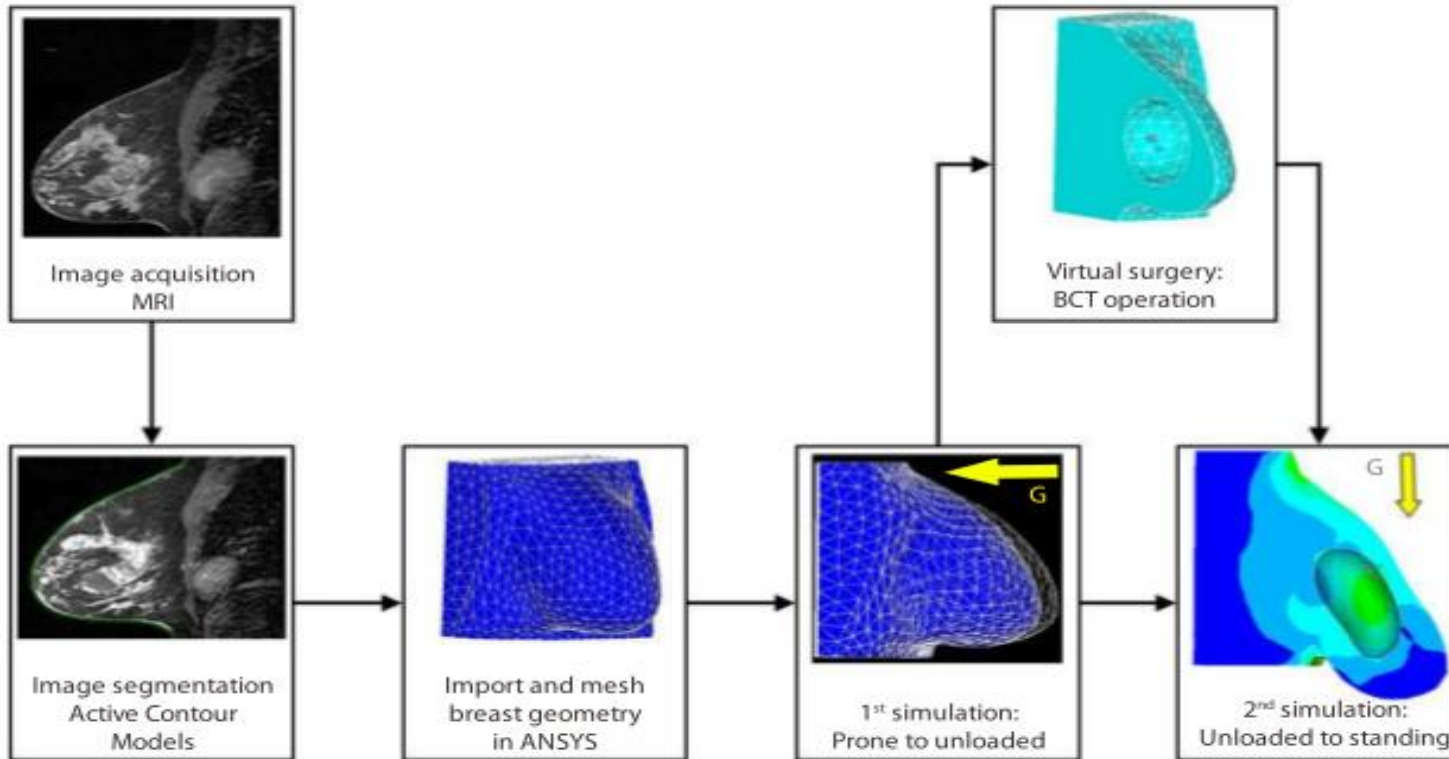 Image acquisition
MRI
Virtual surgery:
BCT operation
Image segmentation
Active Contour
Models
Import and mesh
breast geometry
in ANSYS
G
1st simulation:
Prone to unloaded
G
2nd simulation:
Unloaded to standing